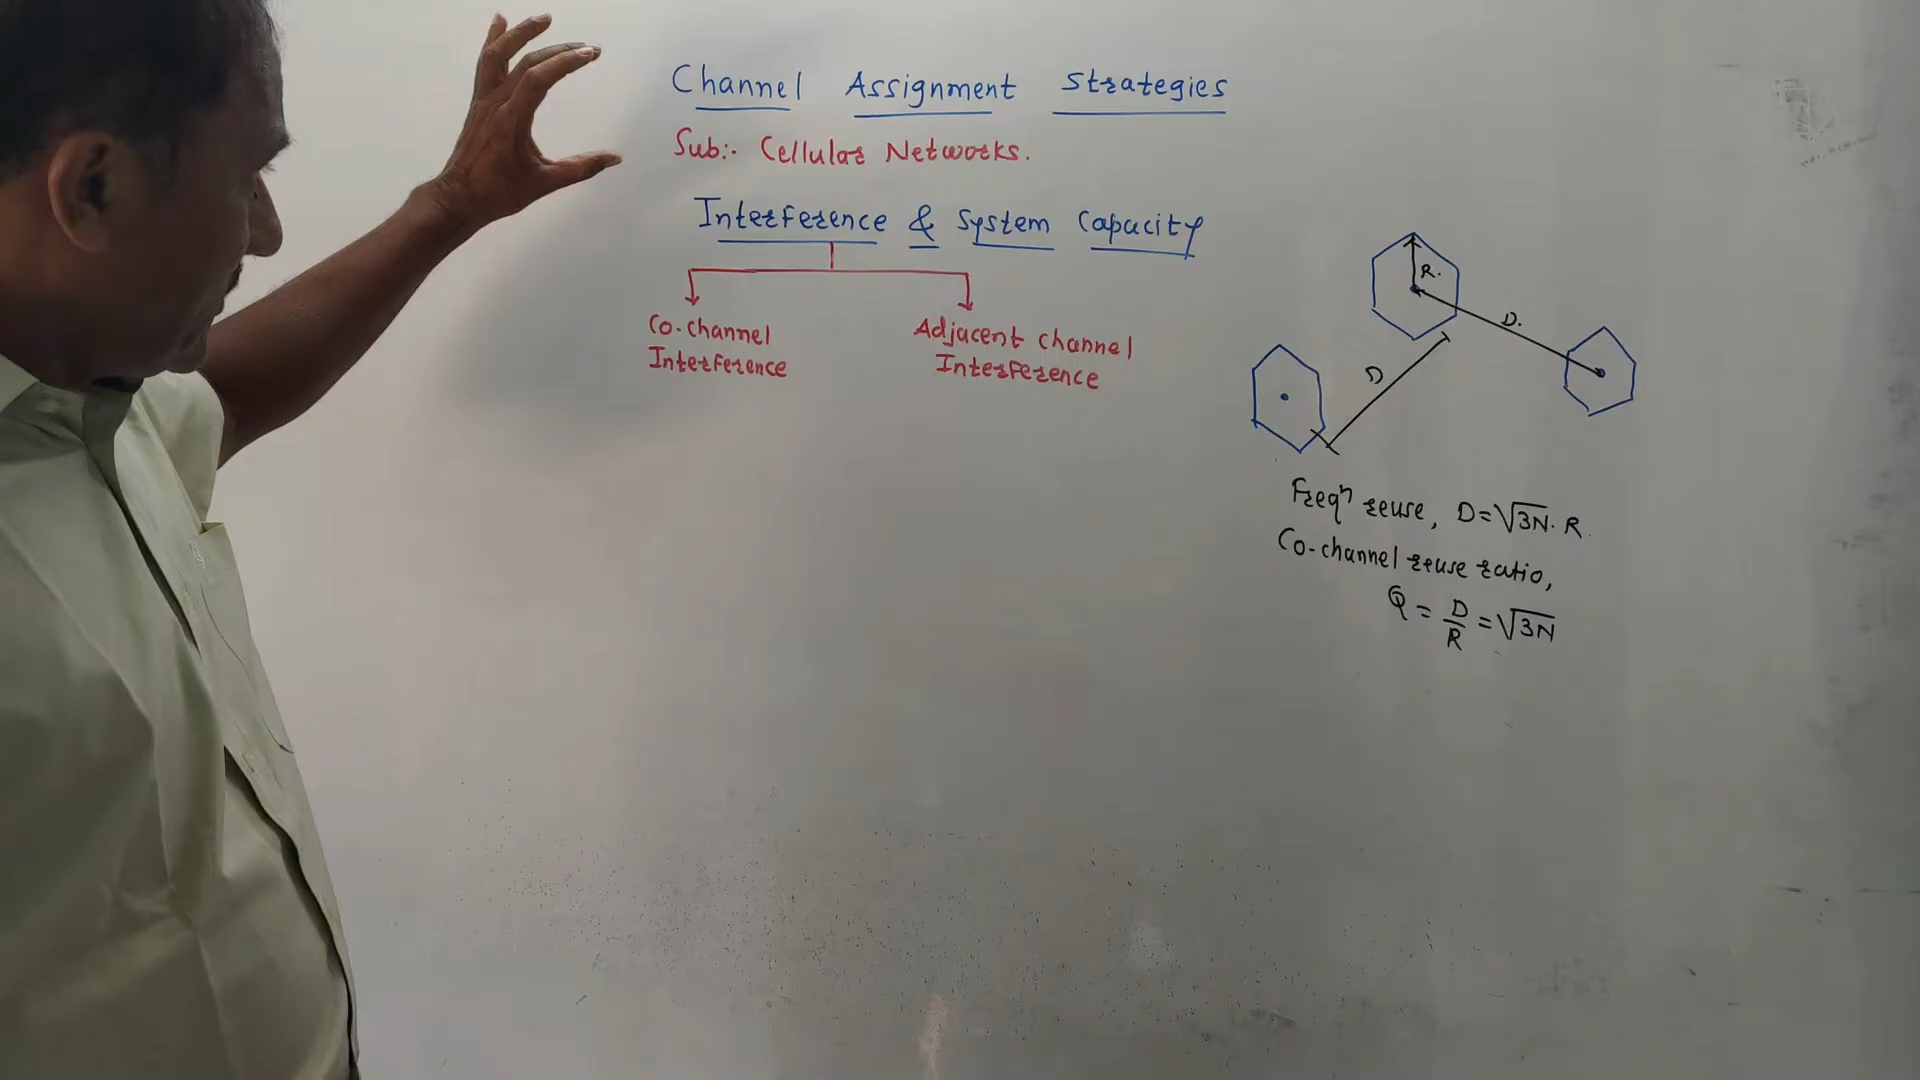 Channel Assignment Strategies
Sub:- Cellular Networks.
Interference & System Capacity
Co-channel
Interference
Adjacent channel
Interference
R.
D.
D
Freqⁿ reuse, D=√3N. R.
Co-channel reuse ratio,
Q = D/R = √3N